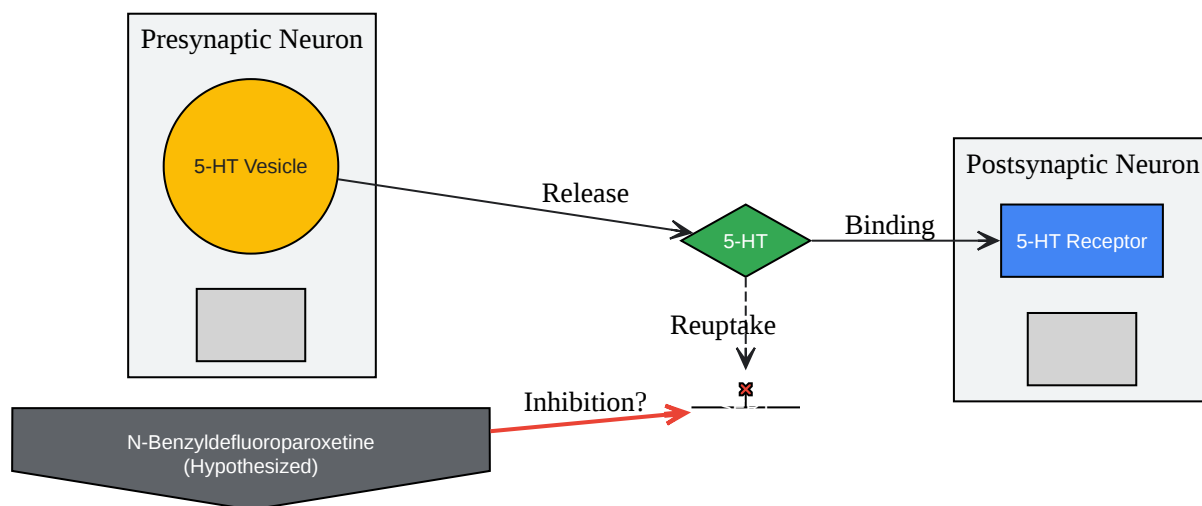 Presynaptic Neuron
5-HT Vesicle
Release
5-HT
Binding
Postsynaptic Neuron
5-HT Receptor
Reuptake
Inhibition?
N-Benzyldefluoroparoxetine
(Hypothesized)